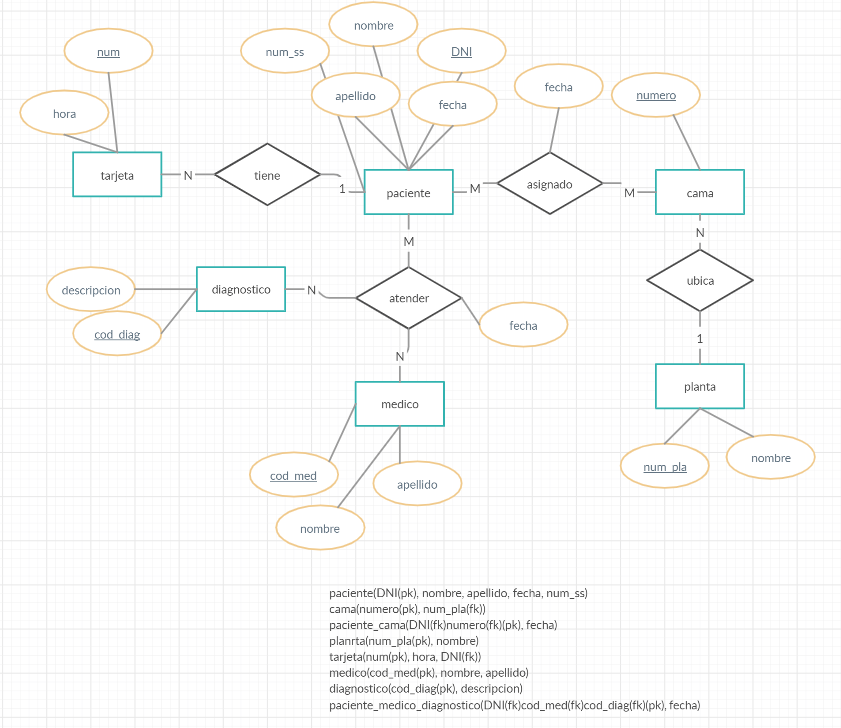 nombre
num
num_ss
DNI
fecha
numero
apellido
fecha
hora
tarjeta
N
tiene
1
paciente
M
asignado
M
cama
M
N
descripcion
diagnostico
N
atender
ubica
cod_diag
fecha
1
N
planta
medico
cod_med
apellido
num_pla
nombre
nombre
paciente(DNI(pk), nombre, apellido, fecha, num_ss)
cama(numero(pk), num_pla(fk))
paciente_cama(DNI(fk)numero(fk)(pk), fecha)
planrta(num_pla(pk), nombre)
tarjeta(num(pk), hora, DNI(fk))
medico(cod_med(pk), nombre, apellido)
diagnostico(cod_diag(pk), descripcion)
paciente_medico_diagnostico(DNI(fk)cod_med(fk)cod_diag(fk)(pk), fecha)